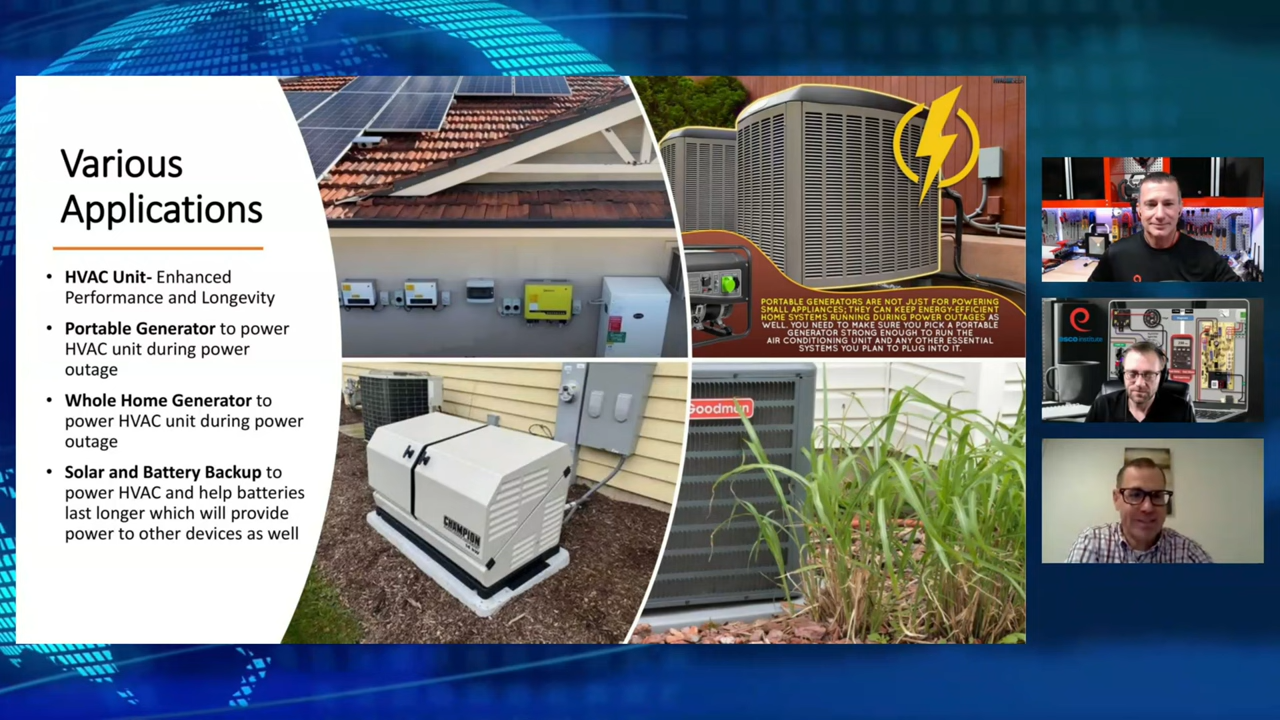 Various
Applications
• HVAC Unit- Enhanced
Performance and Longevity
• Portable Generator to power
HVAC unit during power
outage
• Whole Home Generator to
power HVAC unit during power
outage
• Solar and Battery Backup to
power HVAC and help batteries
last longer which will provide
power to other devices as well
PORTABLE GENERATORS ARE NOT JUST FOR POWERING
SMALL APPLIANCES; THEY CAN KEEP ENERGY-EFFICIENT
HOME SYSTEMS RUNNING DURING POWER OUTAGES AS
WELL. YOU NEED TO MAKE SURE YOU PICK A PORTABLE
GENERATOR STRONG ENOUGH TO RUN THE
AIR CONDITIONING UNIT AND ANY OTHER ESSENTIAL
SYSTEMS YOU PLAN TO PLUG INTO IT.
CHAMPION
Goodman
esco institute